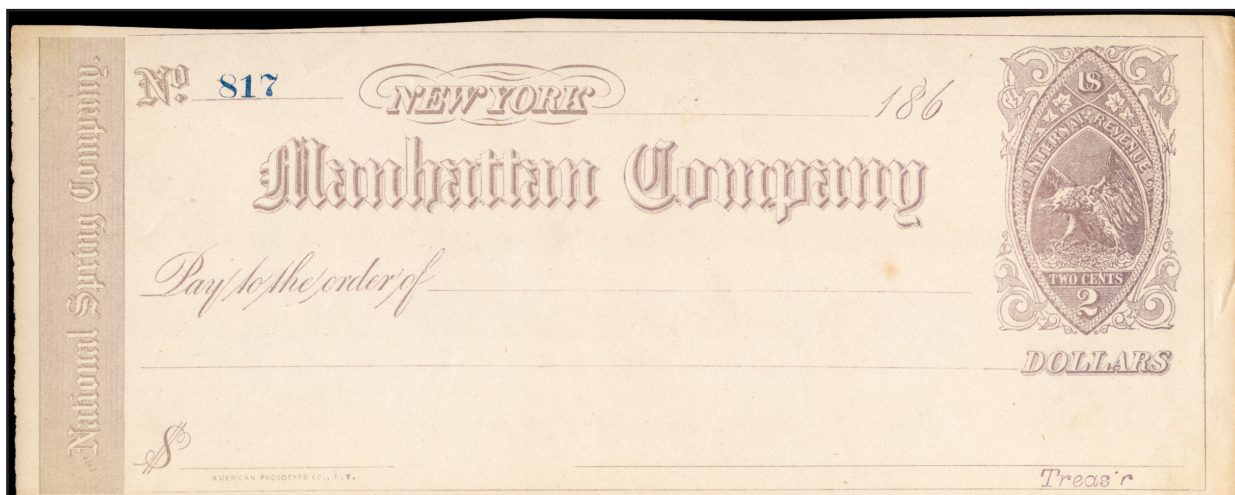 National Spring Company.
No. 817
NEW YORK 186
Manhattan Company
Pay to the order of
US
INTERNAL REVENUE
TWO CENTS
2
DOLLARS
$
AMERICAN PHOTOTYPE CO., N.Y.
Treas'r